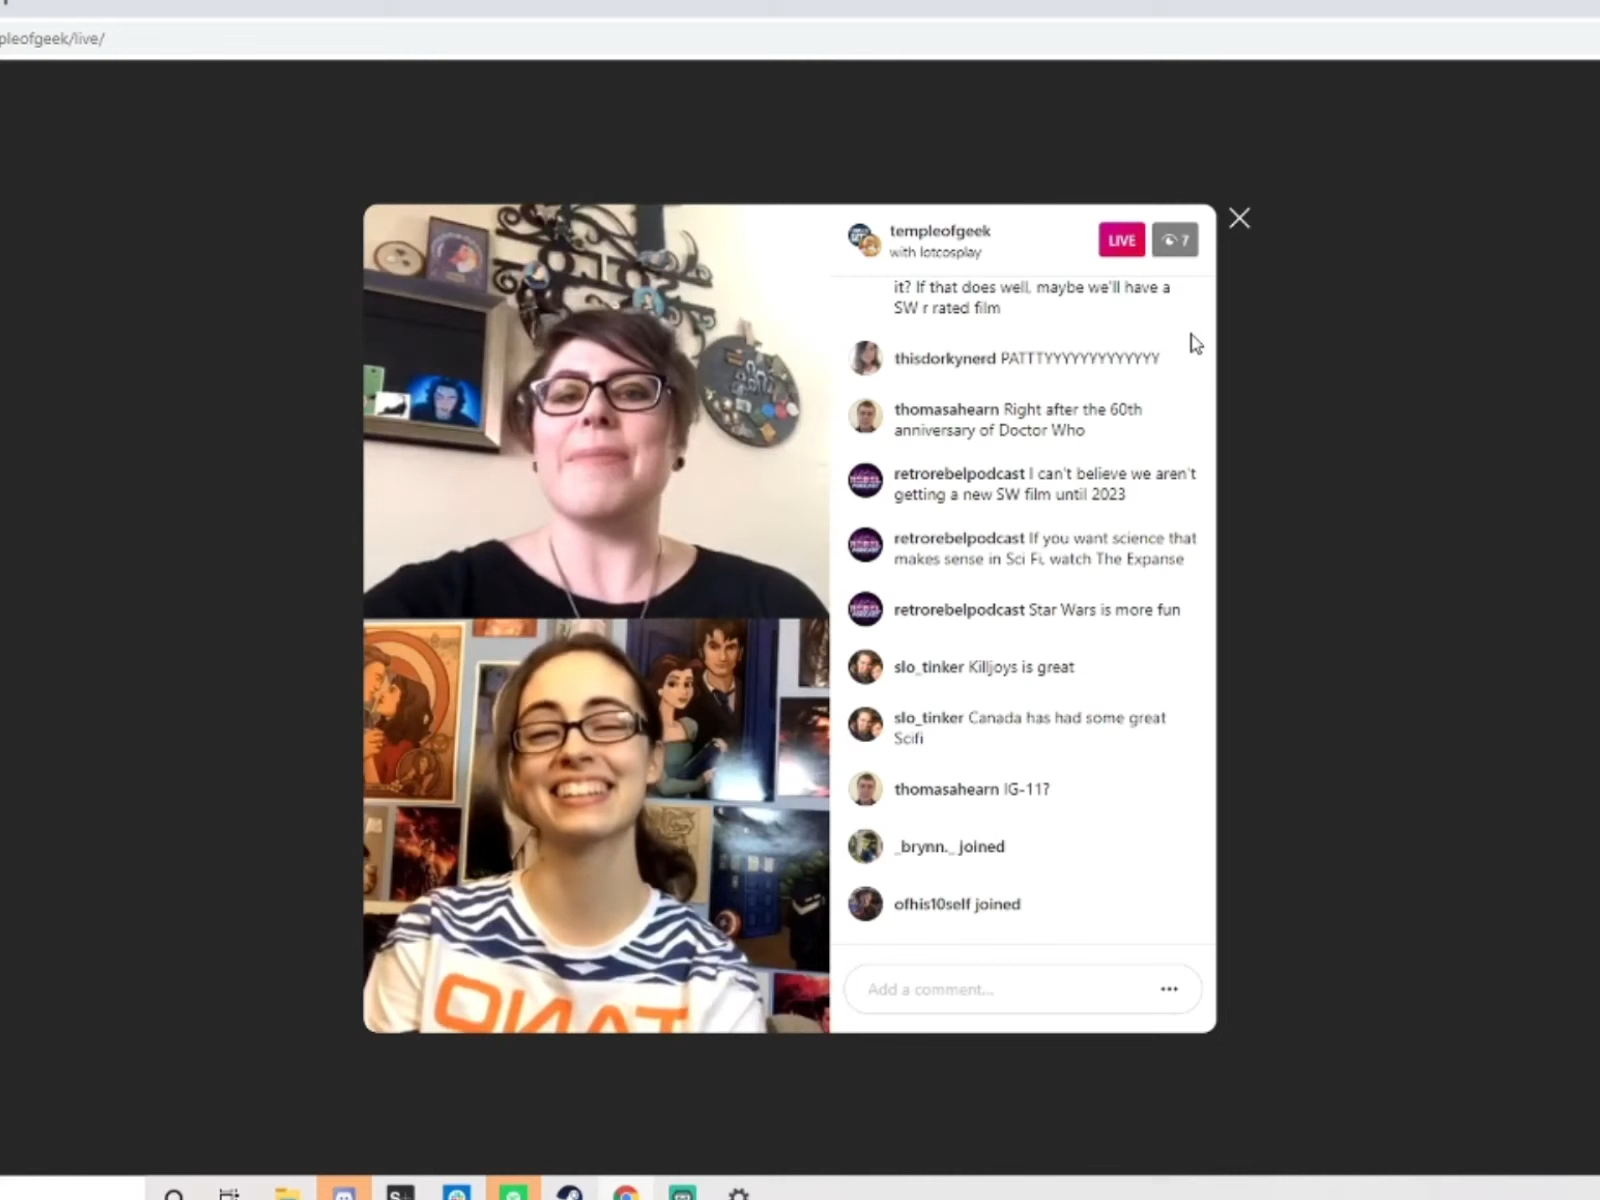 pleofgeek/live/
templeofgeek
with lotcosplay
LIVE
7
it? If that does well, maybe we'll have a
SW r rated film
thisdorkynerd PATTTYYYYYYYYYYYYY
thomasahearn Right after the 60th
anniversary of Doctor Who
retrorebelpodcast I can't believe we aren't
getting a new SW film until 2023
retrorebelpodcast If you want science that
makes sense in Sci Fi, watch The Expanse
retrorebelpodcast Star Wars is more fun
slo_tinker Killjoys is great
slo_tinker Canada has had some great
Scifi
thomasahearn IG-11?
_brynn._ joined
ofhis10self joined
Add a comment...